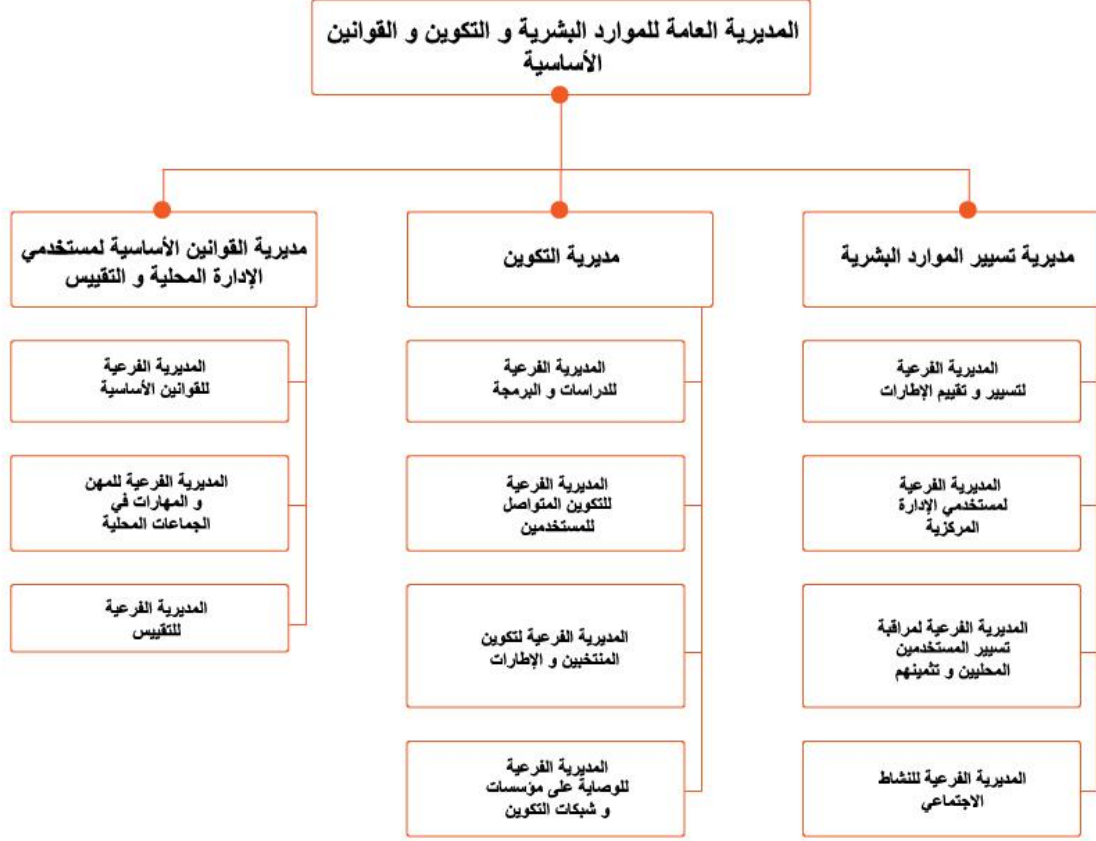 المديرية العامة للموارد البشرية و التكوين و القوانين
الأساسية
مديرية تسيير الموارد البشرية
المديرية الفرعية
لتسيير و تقييم الإطارات
المديرية الفرعية
لمستخدمي الإدارة
المركزية
المديرية الفرعية لمراقبة
تسيير المستخدمين
المحليين و تثمينهم
المديرية الفرعية للنشاط
الاجتماعي
مديرية التكوين
المديرية الفرعية
للدراسات و البرمجة
المديرية الفرعية
للتكوين المتواصل
للمستخدمين
المديرية الفرعية لتكوين
المنتخبين و الإطارات
المديرية الفرعية
للوصاية على مؤسسات
و شبكات التكوين
مديرية القوانين الأساسية لمستخدمي
الإدارة المحلية و التقييس
المديرية الفرعية
للقوانين الأساسية
المديرية الفرعية للمهن
و المهارات في
الجماعات المحلية
المديرية الفرعية
للتقييس